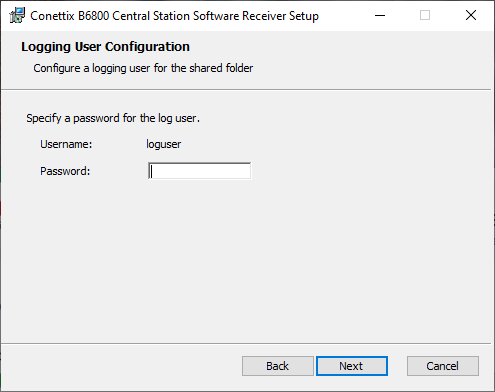 Conettix B6800 Central Station Software Receiver Setup
Logging User Configuration
Configure a logging user for the shared folder
Specify a password for the log user.
Username: loguser
Password:
Back Next Cancel